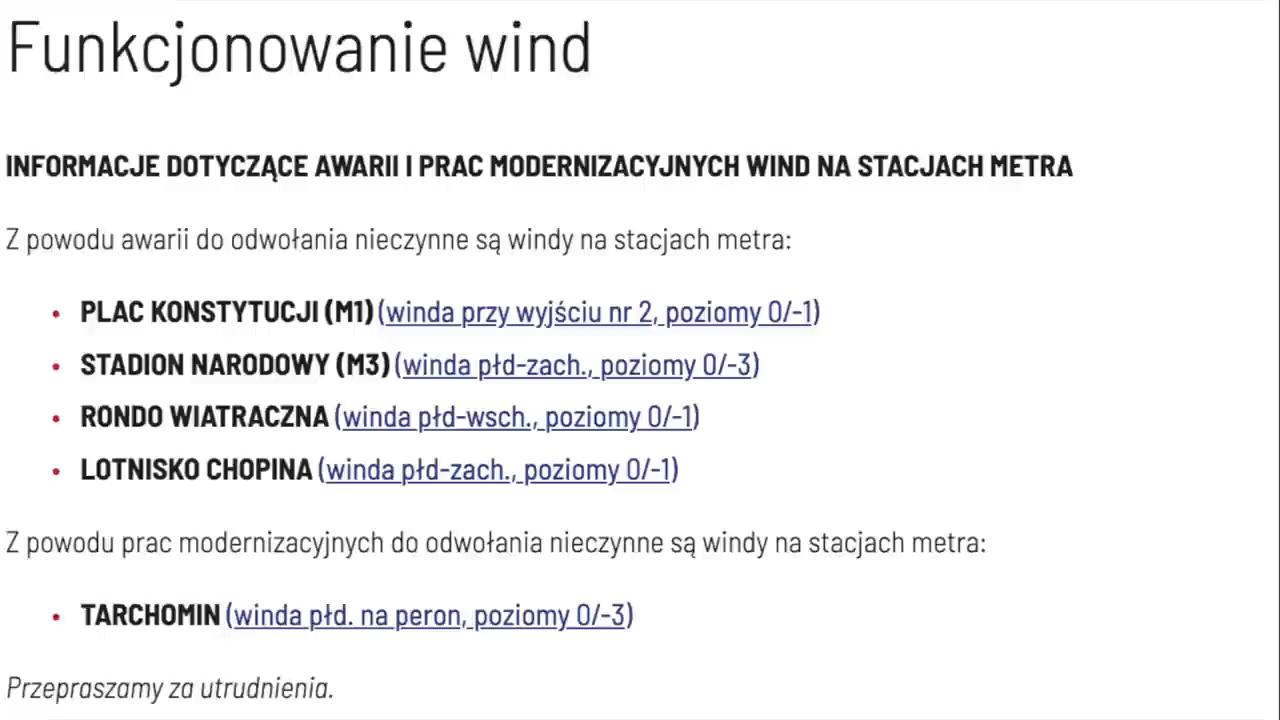 Funkcjonowanie wind
INFORMACJE DOTYCZĄCE AWARII I PRAC MODERNIZACYJNYCH WIND NA STACJACH METRA
Z powodu awarii do odwołania nieczynne są windy na stacjach metra:
• PLAC KONSTYTUCJI (M1) (winda przy wyjściu nr 2, poziomy 0/-1)
• STADION NARODOWY (M3) (winda płd-zach., poziomy 0/-3)
• RONDO WIATRACZNA (winda płd-wsch., poziomy 0/-1)
• LOTNISKO CHOPINA (winda płd-zach., poziomy 0/-1)
Z powodu prac modernizacyjnych do odwołania nieczynne są windy na stacjach metra:
• TARCHOMIN (winda płd. na peron, poziomy 0/-3)
Przepraszamy za utrudnienia.